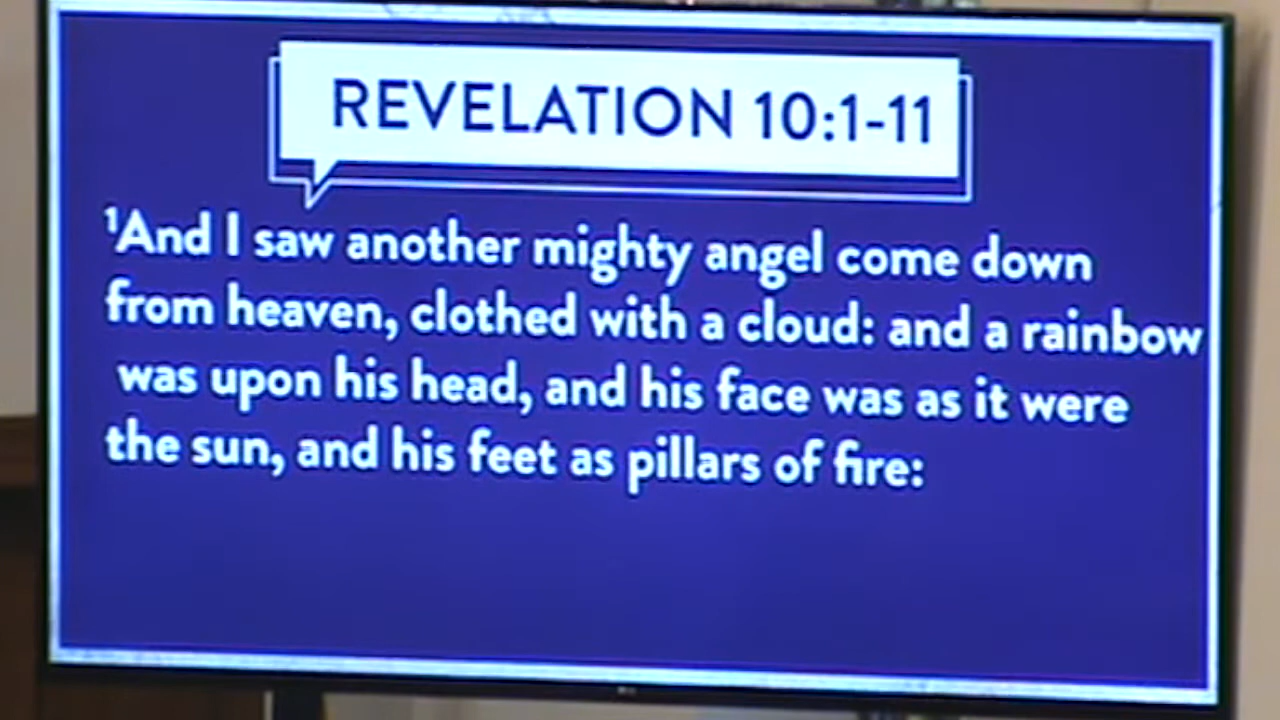 REVELATION 10:1-11
¹And I saw another mighty angel come down
from heaven, clothed with a cloud: and a rainbow
was upon his head, and his face was as it were
the sun, and his feet as pillars of fire: